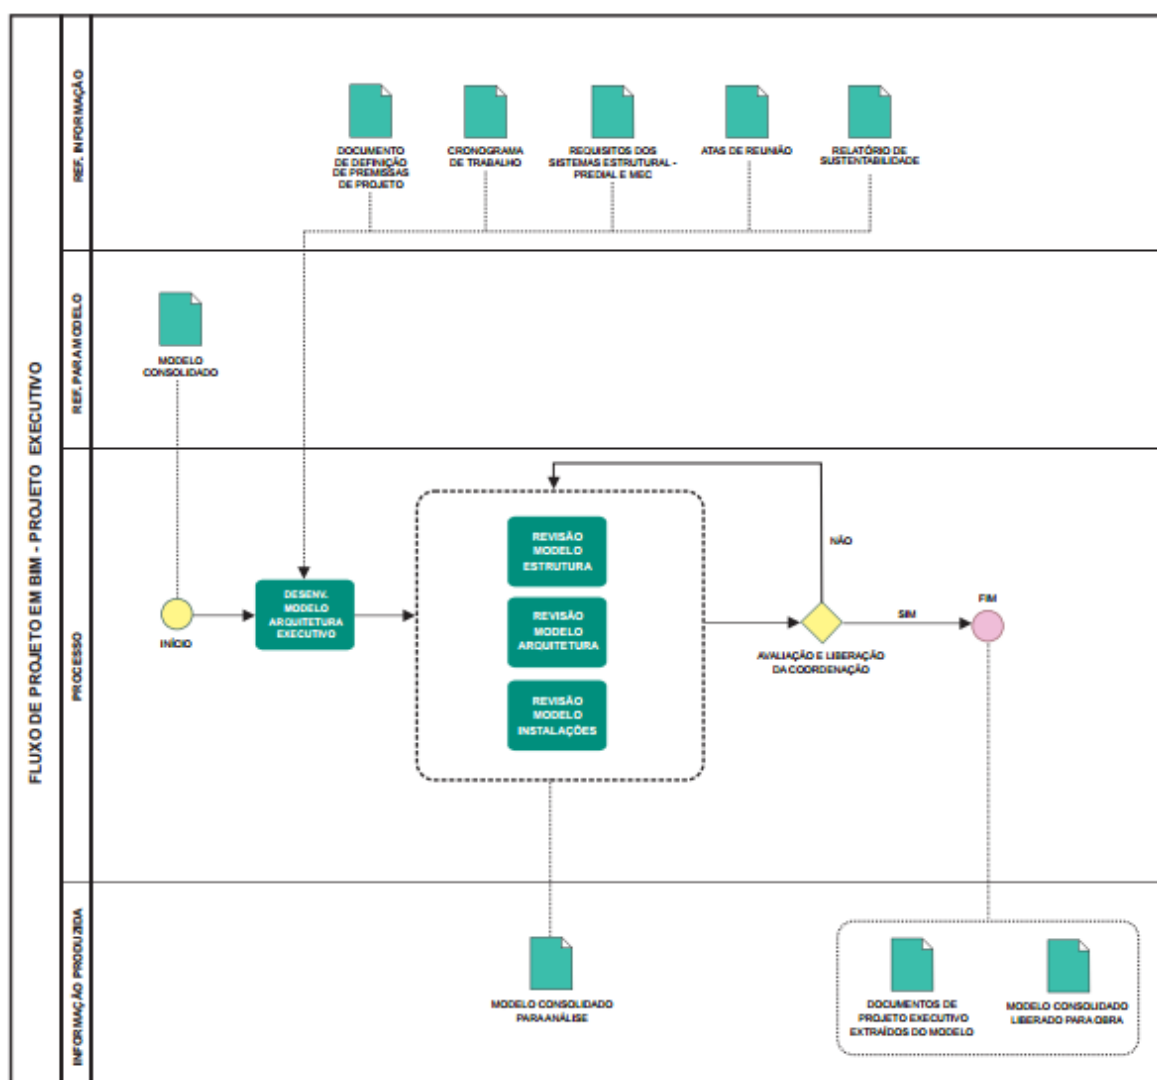 FLUXO DE PROJETO EM BIM - PROJETO EXECUTIVO
REF. INFORMAÇÃO
DOCUMENTO
DE DEFINIÇÃO
DE PREMISSAS
DE PROJETO
CRONOGRAMA
DE TRABALHO
REQUISITOS DOS
SISTEMAS ESTRUTURAL -
PREDIAL E MEC
ATAS DE REUNIÃO
RELATÓRIO DE
SUSTENTABILIDADE
REF. PARA MODELO
MODELO
CONSOLIDADO
PROCESSO
INÍCIO
DESENV.
MODELO
ARQUITETURA
EXECUTIVO
REVISÃO
MODELO
ESTRUTURA
REVISÃO
MODELO
ARQUITETURA
REVISÃO
MODELO
INSTALAÇÕES
NÃO
AVALIAÇÃO E LIBERAÇÃO
DA COORDENAÇÃO
SIM
FIM
INFORMAÇÃO PRODUZIDA
MODELO CONSOLIDADO
PARA ANÁLISE
DOCUMENTOS DE
PROJETO EXECUTIVO
EXTRAÍDOS DO MODELO
MODELO CONSOLIDADO
LIBERADO PARA OBRA